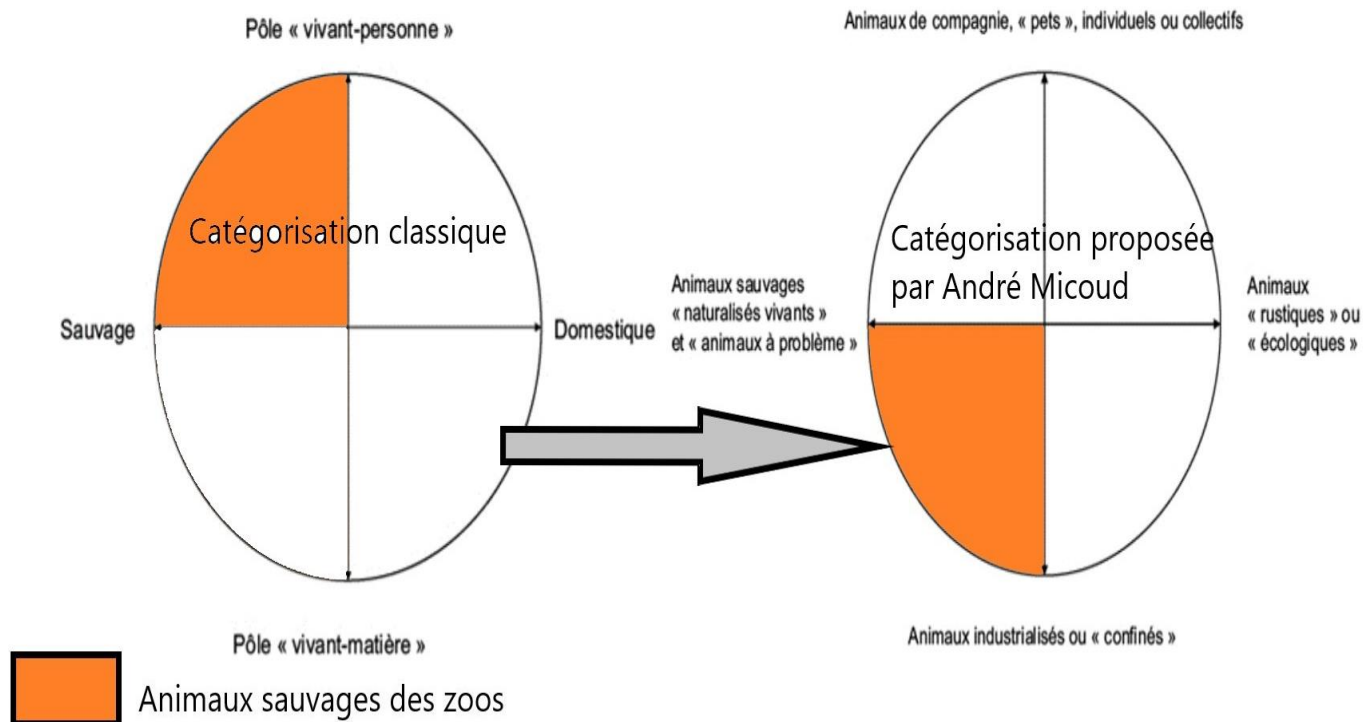 Pôle « vivant-personne »
Catégorisation classique
Sauvage
Domestique
Pôle « vivant-matière »
Animaux de compagnie, « pets », individuels ou collectifs
Catégorisation proposée
par André Micoud
Animaux sauvages
« naturalisés vivants »
et « animaux à problème »
Animaux
« rustiques » ou
« écologiques »
Animaux industrialisés ou « confinés »
Animaux sauvages des zoos